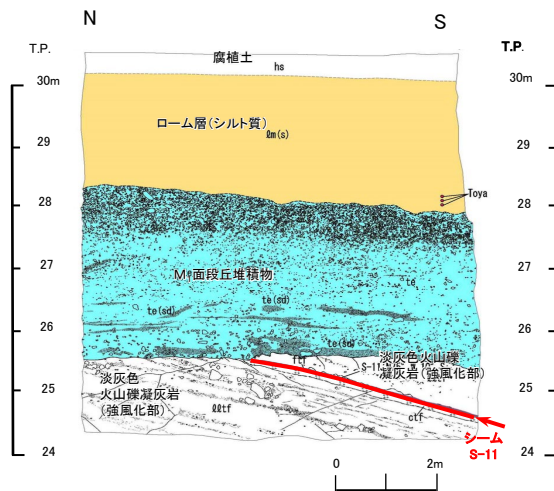 N
S
T.P.
T.P.
腐植土
hs
30m
30m
ローム層(シルト質)
ℓm(s)
29
29
Toya
28
28
27
27
M₁面段丘堆積物
te
te(sd)
te(sd)
26
26
te(sd)
ftf
S-11
淡灰色火山礫
凝灰岩(強風化部)
淡灰色
火山礫凝灰岩
(強風化部)
ℓℓtf
25
25
ctf
シーム
S-11
24
24
0
2m